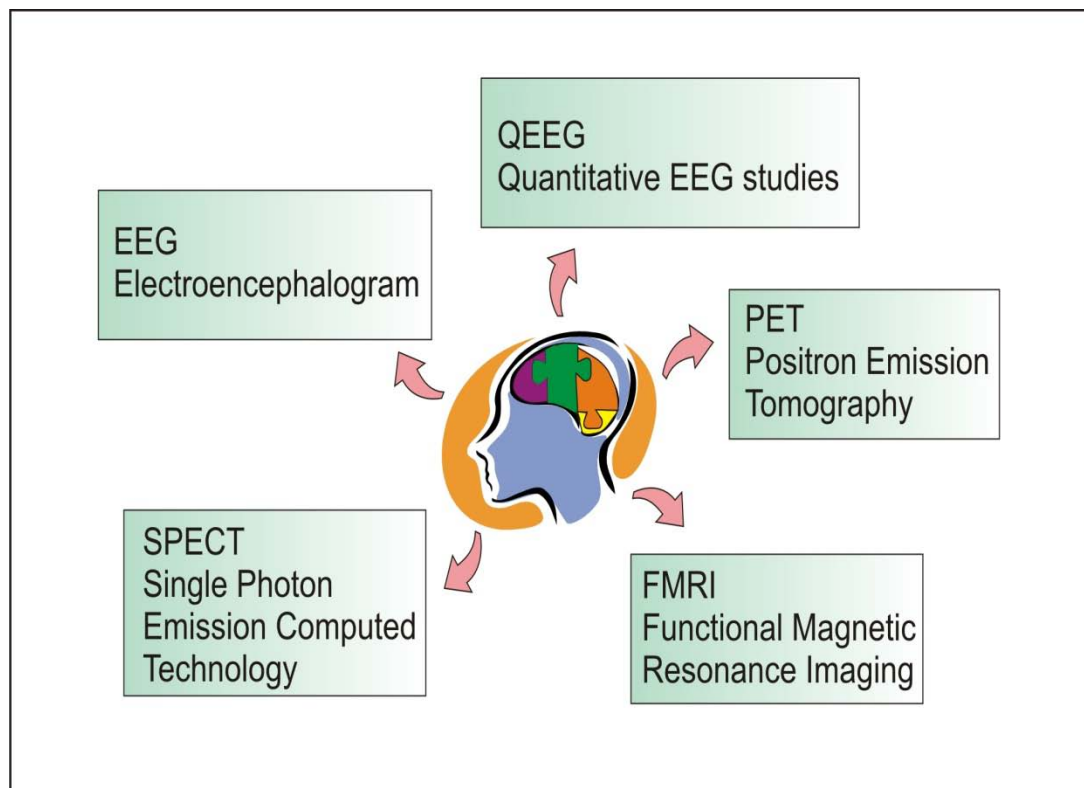 QEEG
Quantitative EEG studies
EEG
Electroencephalogram
PET
Positron Emission
Tomography
SPECT
Single Photon
Emission Computed
Technology
FMRI
Functional Magnetic
Resonance Imaging